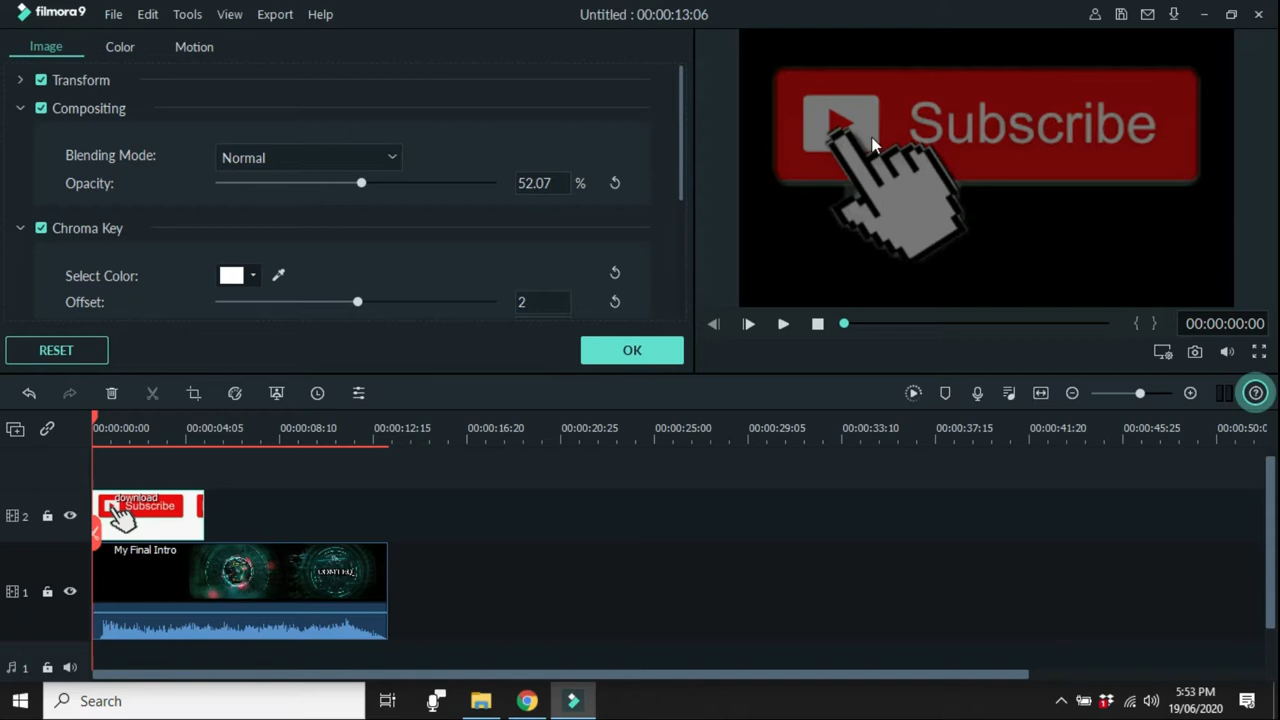 filmora9 File Edit Tools View Export Help Untitled : 00:00:13:06
Image Color Motion
Transform
Compositing
Blending Mode: Normal
Opacity: 52.07 %
Chroma Key
Select Color:
Offset: 2
RESET OK
Subscribe
00:00:00:00
00:00:00:00 00:00:04:05 00:00:08:10 00:00:12:15 00:00:16:20 00:00:20:25 00:00:25:00 00:00:29:05 00:00:33:10 00:00:37:15 00:00:41:20 00:00:45:25 00:00:50:0
download
Subscribe
2
My Final Intro
1
1
Search
5:53 PM
19/06/2020